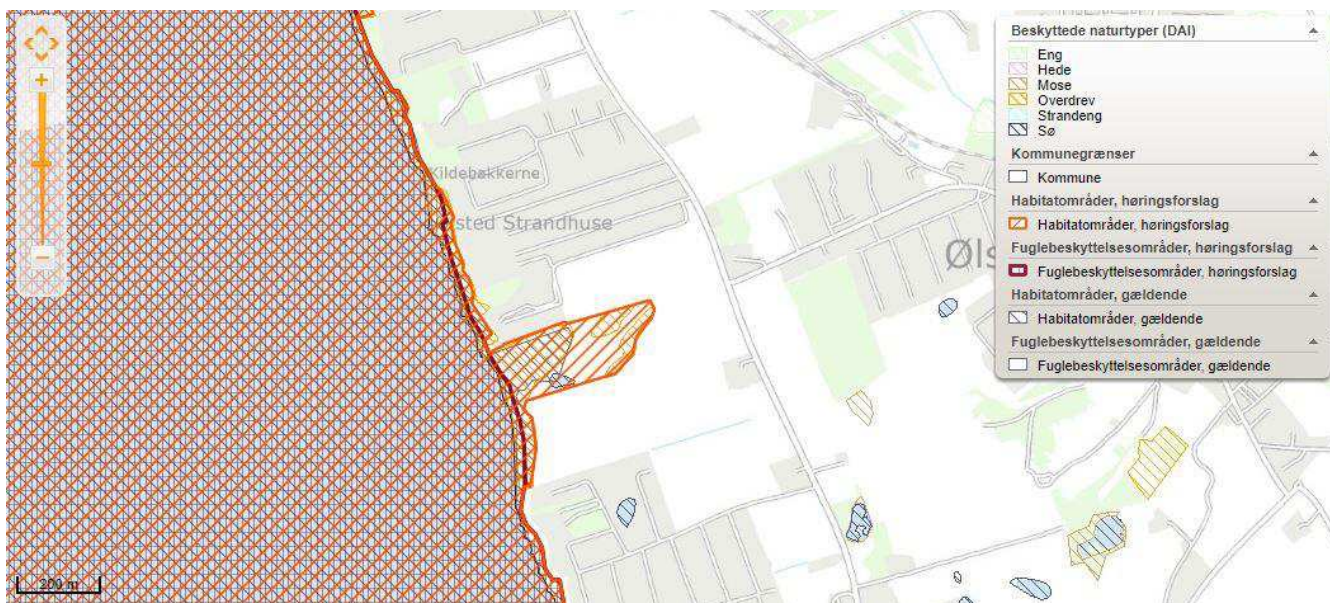 Beskyttede naturtyper (DAI)
Eng
Hede
Mose
Overdrev
Strandeng
Sø
Kommunegrænser
Kommune
Habitatområder, høringsforslag
Habitatområder, høringsforslag
Fuglebeskyttelsesområder, høringsforslag
Fuglebeskyttelsesområder, høringsforslag
Habitatområder, gældende
Habitatområder, gældende
Fuglebeskyttelsesområder, gældende
Fuglebeskyttelsesområder, gældende
Kildebakkerne
Strandhuse
Øls
200 m